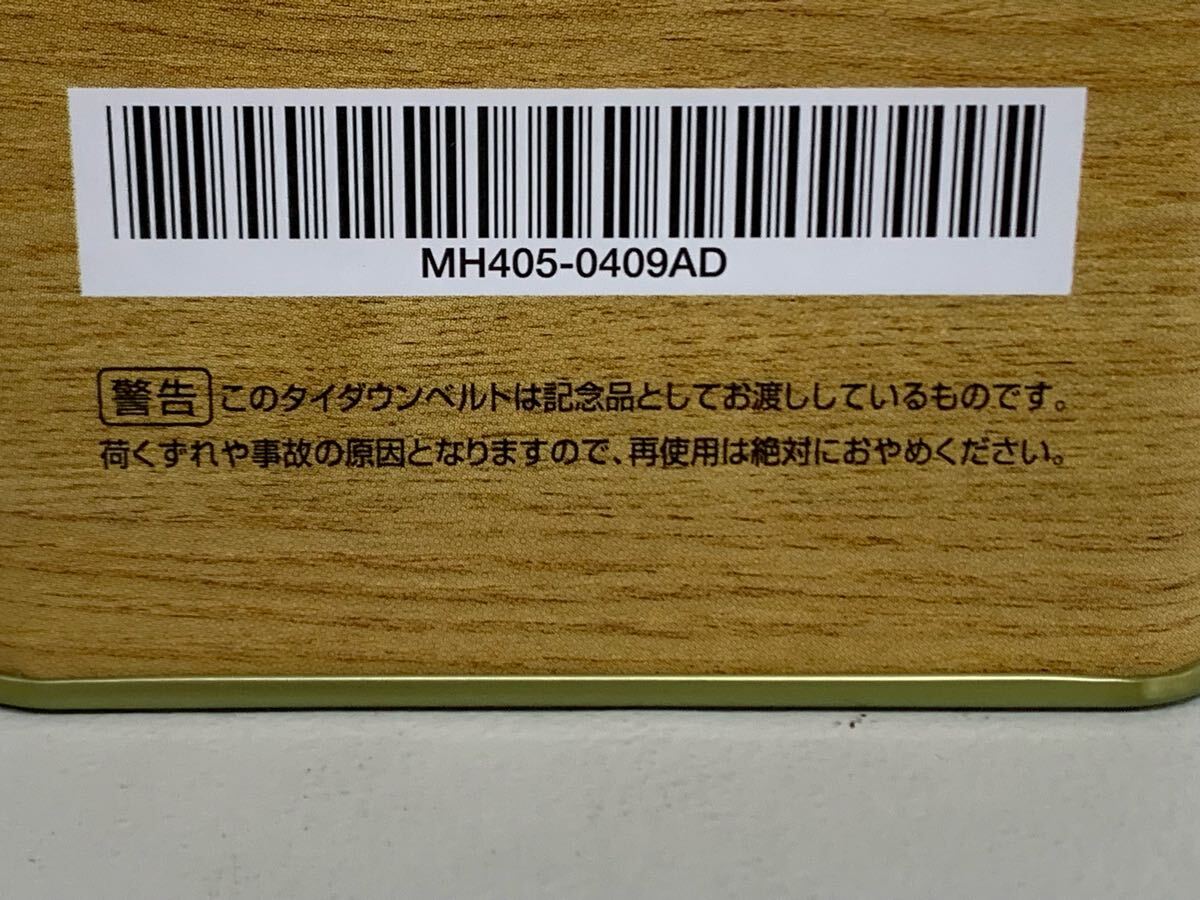 MH405-0409AD
警告 このタイダウンベルトは記念品としてお渡ししているものです。
荷くずれや事故の原因となりますので、再使用は絶対におやめください。